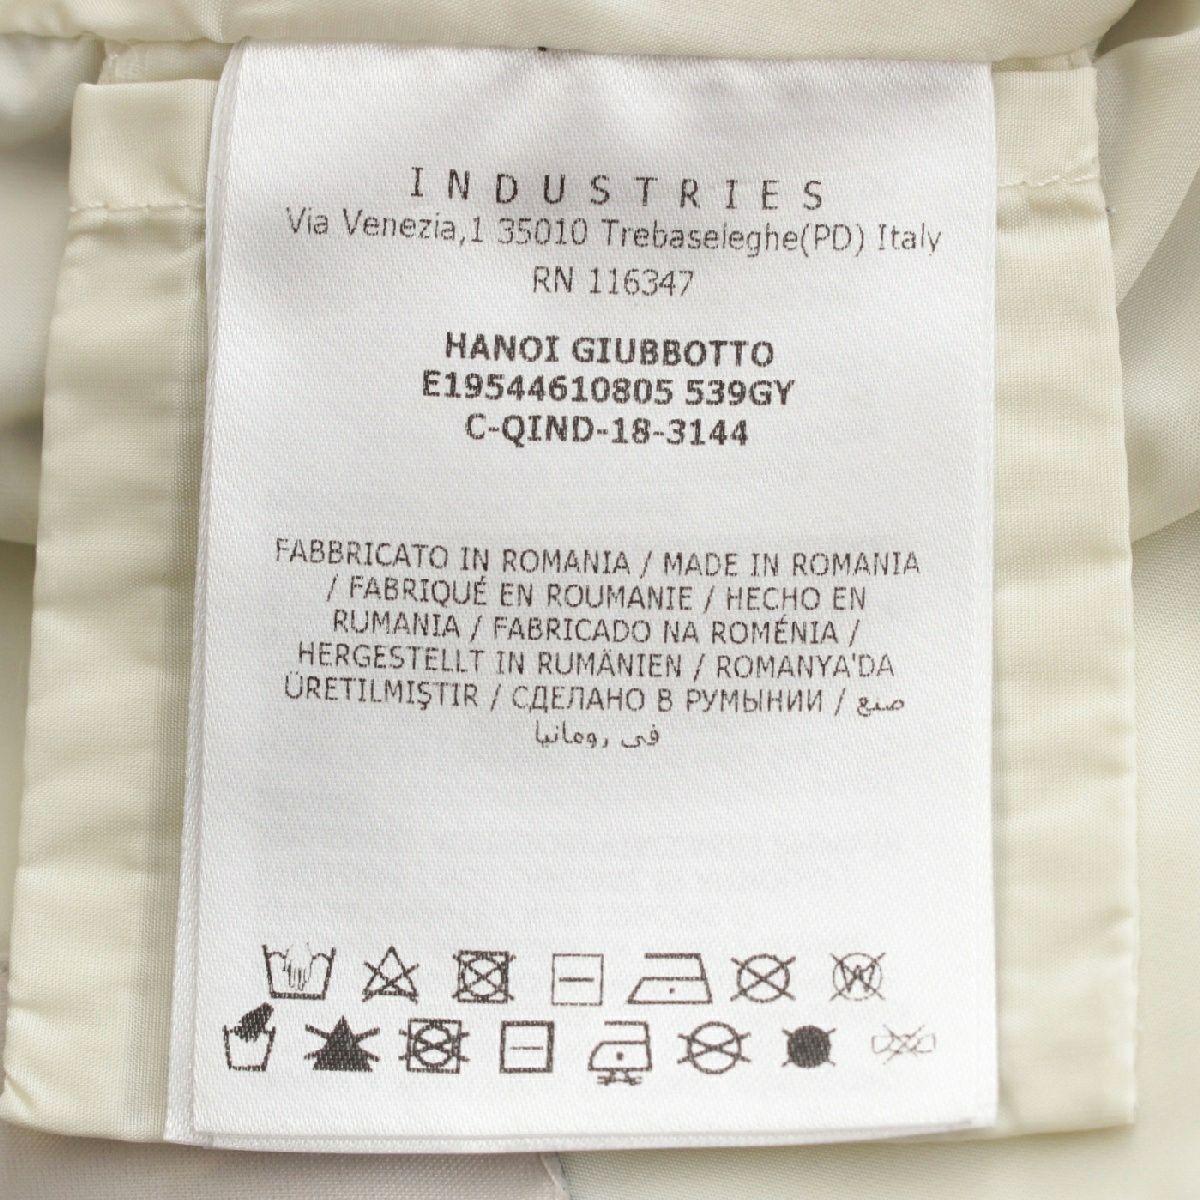 INDUSTRIES
Via Venezia,1 35010 Trebaseleghe(PD) Italy
RN 116347
HANOI GIUBBOTTO
E19544610805 539GY
C-QIND-18-3144
FABBRICATO IN ROMANIA / MADE IN ROMANIA
/ FABRIQUÉ EN ROUMANIE / HECHO EN
RUMANIA / FABRICADO NA ROMÉNIA /
HERGESTELLT IN RUMÄNIEN / ROMANYA'DA
ÜRETILMIŞTIR / СДЕЛАНО В РУМЫНИИ / صنع
في رومانيا